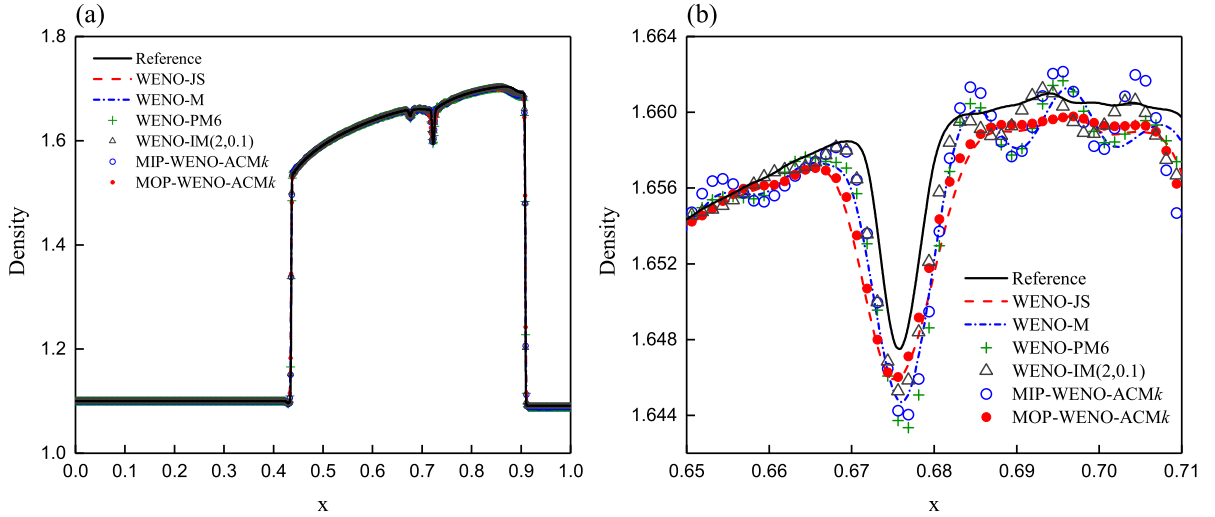 (a)
1.8
1.6
1.4
1.2
1.0
Density
Reference
WENO-JS
WENO-M
WENO-PM6
WENO-IM(2,0.1)
MIP-WENO-ACMk
MOP-WENO-ACMk
0.0 0.1 0.2 0.3 0.4 0.5 0.6 0.7 0.8 0.9 1.0
x
(b)
1.664
1.660
1.656
1.652
1.648
1.644
Density
Reference
WENO-JS
WENO-M
WENO-PM6
WENO-IM(2,0.1)
MIP-WENO-ACMk
MOP-WENO-ACMk
0.65 0.66 0.67 0.68 0.69 0.70 0.71
x